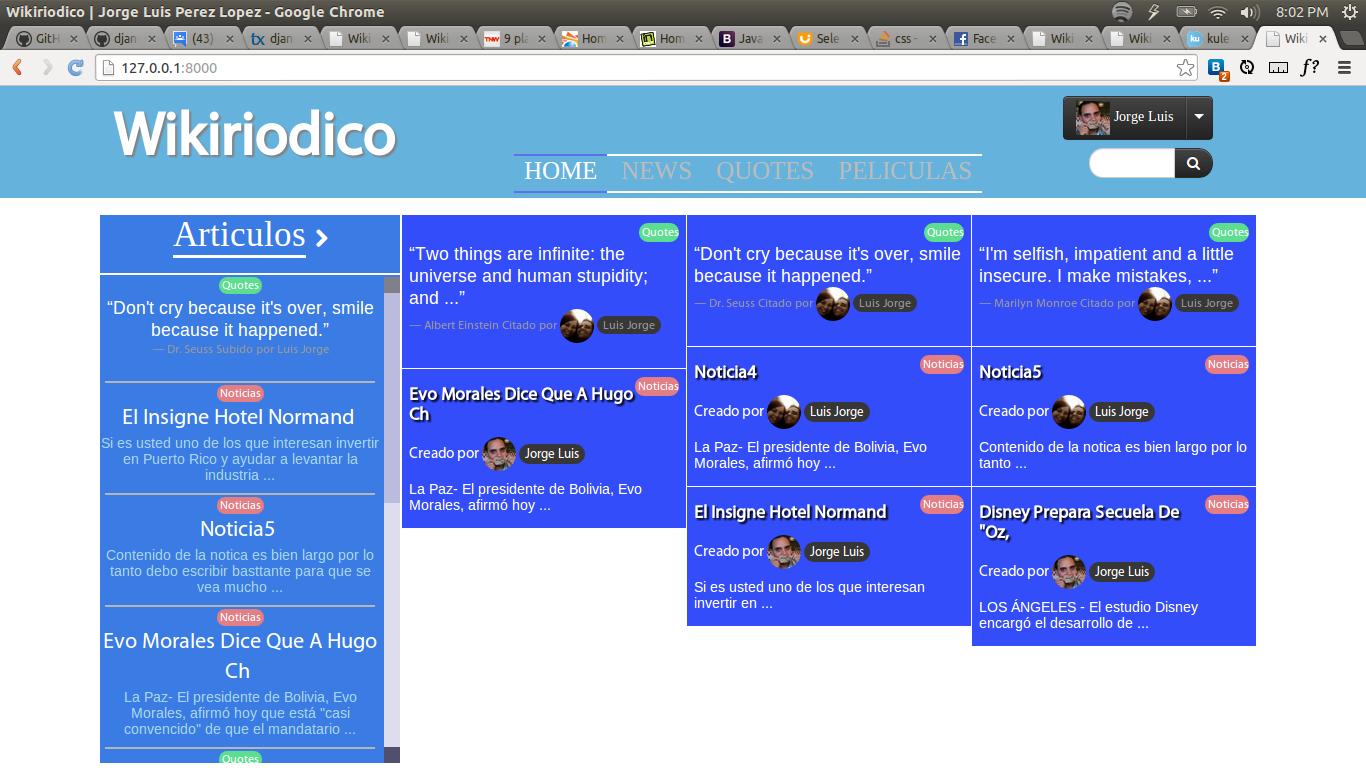 Wikiriodico | Jorge Luis Perez Lopez - Google Chrome
8:02 PM
GitH
djan
(43)
djan
Wiki
Wiki
9 pla
Hom
Hom
Java
Sele
css -
Face
Wiki
Wiki
kule
Wiki
127.0.0.1:8000
2
f?
Wikiriodico
Jorge Luis
HOME NEWS QUOTES PELICULAS
Articulos
Quotes
“Don't cry because it's over, smile
because it happened.”
— Dr. Seuss Subido por Luis Jorge
Noticias
El Insigne Hotel Normand
Si es usted uno de los que interesan invertir
en Puerto Rico y ayudar a levantar la
industria ...
Noticias
Noticia5
Contenido de la notica es bien largo por lo
tanto debo escribir basttante para que se
vea mucho ...
Noticias
Evo Morales Dice Que A Hugo
Ch
La Paz- El presidente de Bolivia, Evo
Morales, afirmó hoy que está "casi
convencido" de que el mandatario ...
Quotes
Quotes
“Two things are infinite: the
universe and human stupidity;
and ...”
— Albert Einstein Citado por Luis Jorge
Noticias
Evo Morales Dice Que A Hugo
Ch
Creado por Jorge Luis
La Paz- El presidente de Bolivia, Evo
Morales, afirmó hoy ...
Quotes
“Don't cry because it's over, smile
because it happened.”
— Dr. Seuss Citado por Luis Jorge
Noticias
Noticia4
Creado por Luis Jorge
La Paz- El presidente de Bolivia, Evo
Morales, afirmó hoy ...
Noticias
El Insigne Hotel Normand
Creado por Jorge Luis
Si es usted uno de los que interesan
invertir en ...
Quotes
“I'm selfish, impatient and a little
insecure. I make mistakes, ...”
— Marilyn Monroe Citado por Luis Jorge
Noticias
Noticia5
Creado por Luis Jorge
Contenido de la notica es bien largo por lo
tanto ...
Noticias
Disney Prepara Secuela De
"Oz,
Creado por Jorge Luis
LOS ÁNGELES - El estudio Disney
encargó el desarrollo de ...